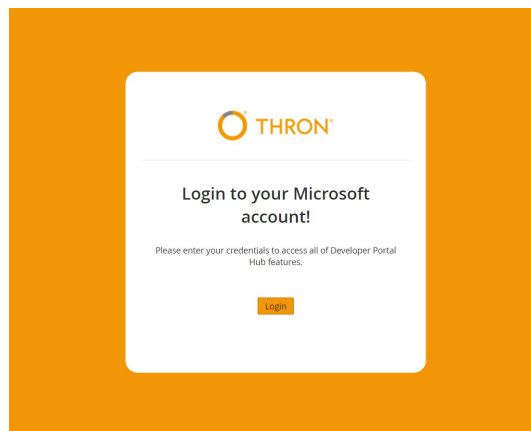 THRON
Login to your Microsoft
account!
Please enter your credentials to access all of Developer Portal
Hub features.
Login